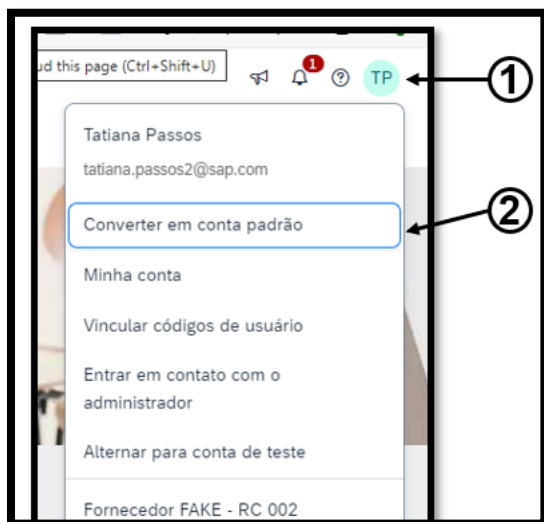 ud this page (Ctrl+Shift+U)
1
TP
1
Tatiana Passos
tatiana.passos2@sap.com
Converter em conta padrão
2
Minha conta
Vincular códigos de usuário
Entrar em contato com o
administrador
Alternar para conta de teste
Fornecedor FAKE - RC 002